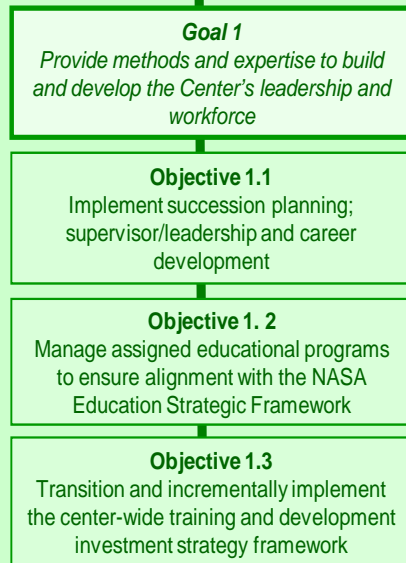 Goal 1
Provide methods and expertise to build
and develop the Center's leadership and
workforce
Objective 1.1
Implement succession planning;
supervisor/leadership and career
development
Objective 1. 2
Manage assigned educational programs
to ensure alignment with the NASA
Education Strategic Framework
Objective 1.3
Transition and incrementally implement
the center-wide training and development
investment strategy framework